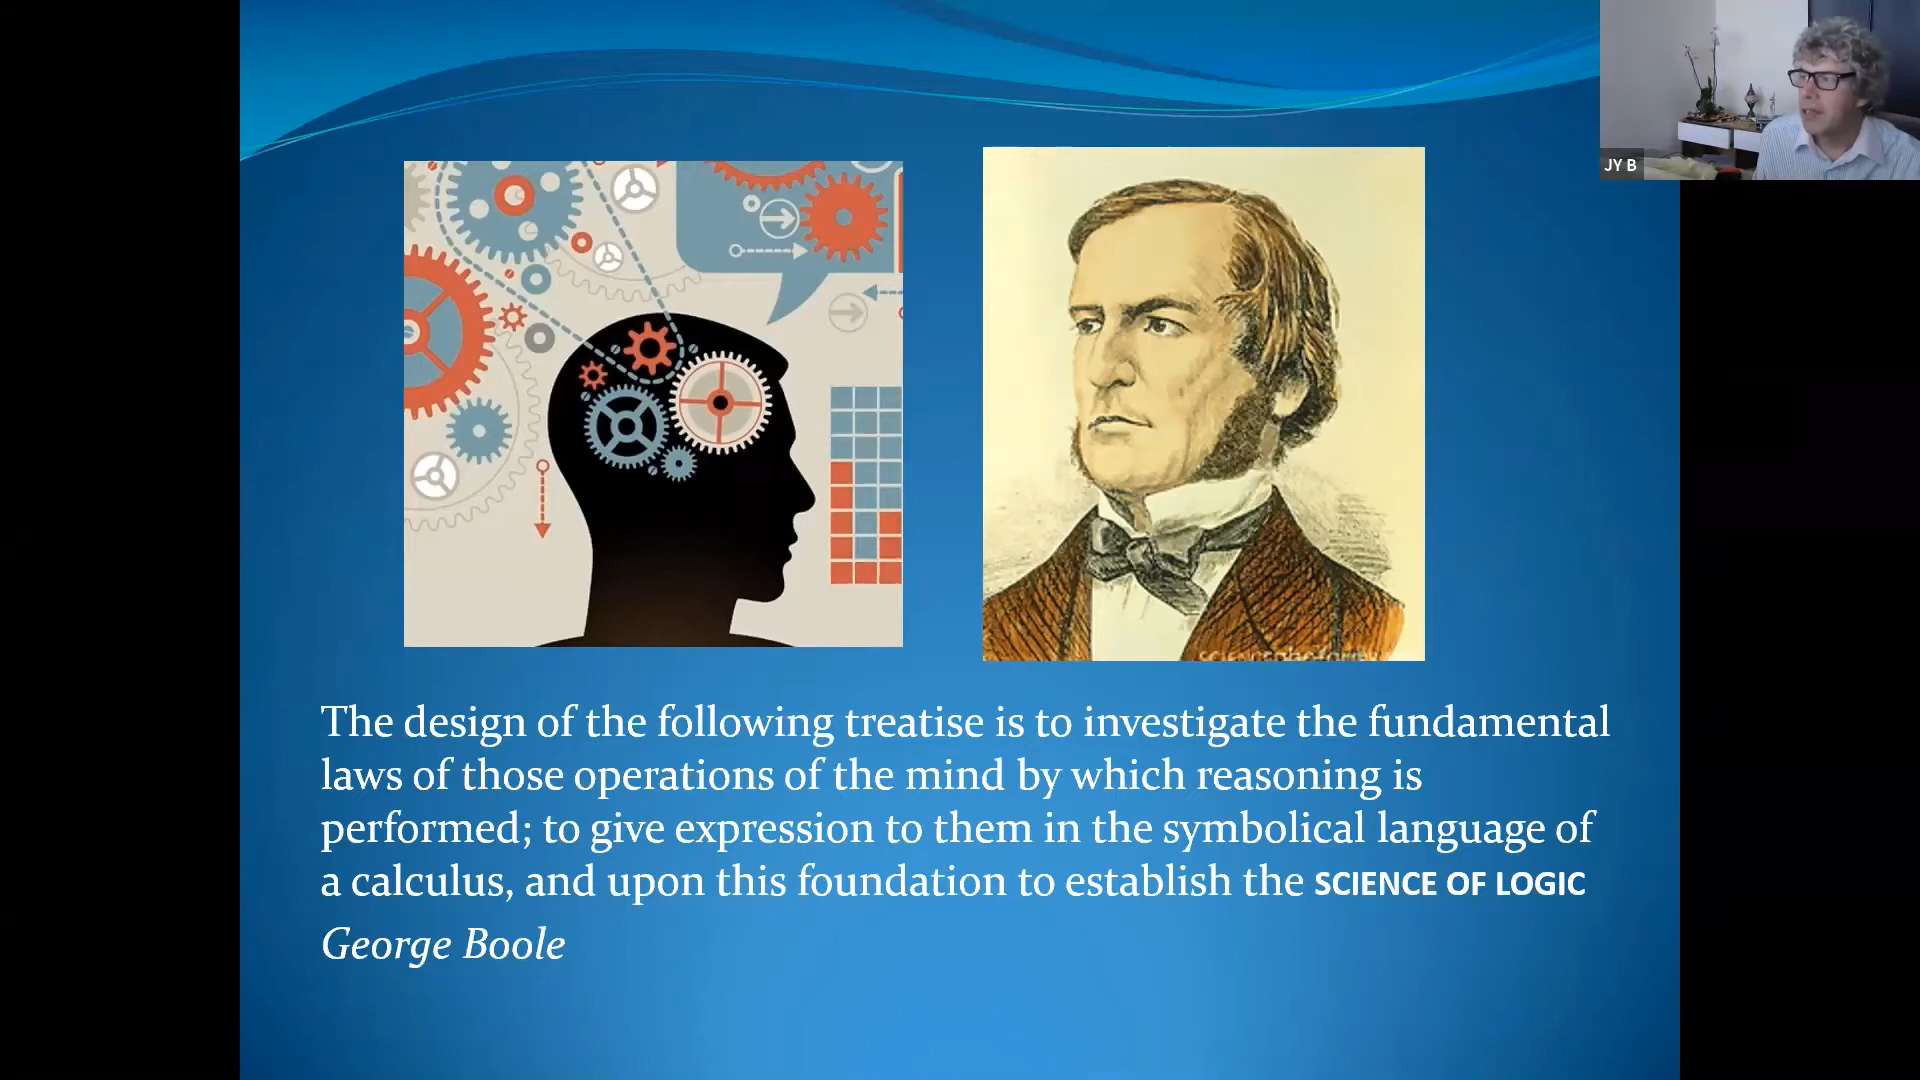 JY B
The design of the following treatise is to investigate the fundamental
laws of those operations of the mind by which reasoning is
performed; to give expression to them in the symbolical language of
a calculus, and upon this foundation to establish the SCIENCE OF LOGIC
George Boole